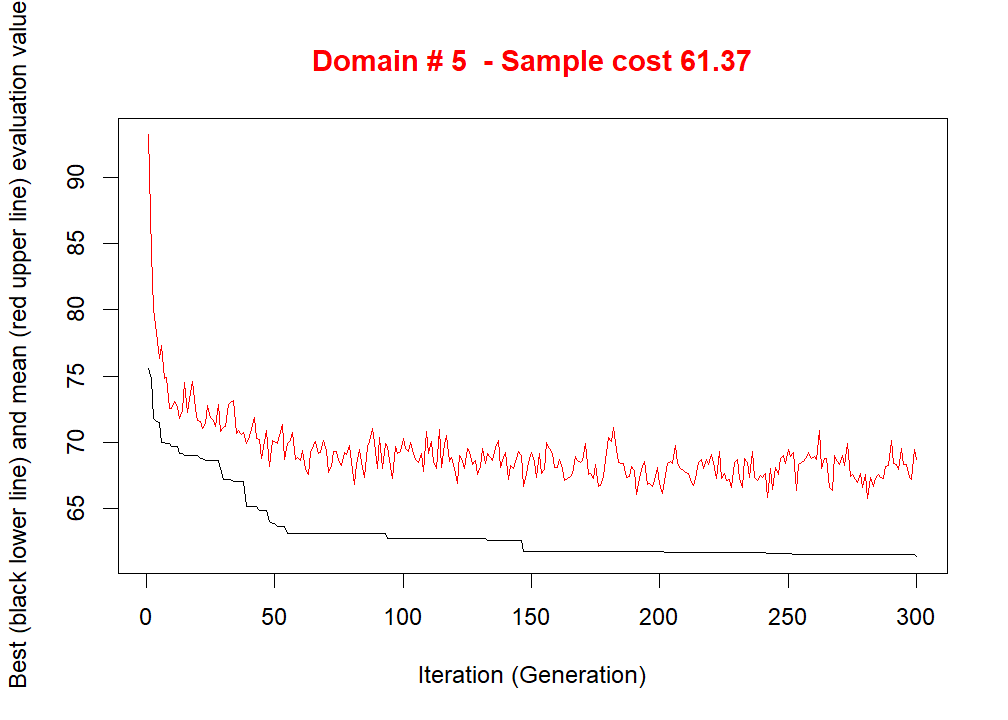 Domain # 5  - Sample cost 61.37
Best (black lower line) and mean (red upper line) evaluation value
90
85
80
75
70
65
0 50 100 150 200 250 300
Iteration (Generation)